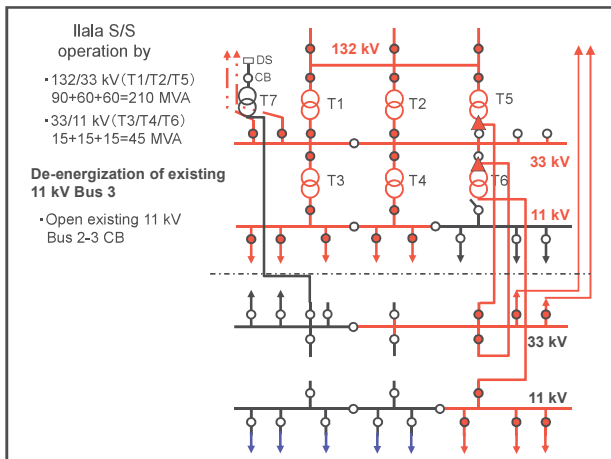 Ilala S/S
operation by
・132/33 kV(T1/T2/T5)
90+60+60=210 MVA
・33/11 kV(T3/T4/T6)
15+15+15=45 MVA
De-energization of existing
11 kV Bus 3
・Open existing 11 kV
Bus 2-3 CB
132 kV
DS
CB
T7
T1
T2
T5
33 kV
T3
T4
T6
11 kV
33 kV
11 kV